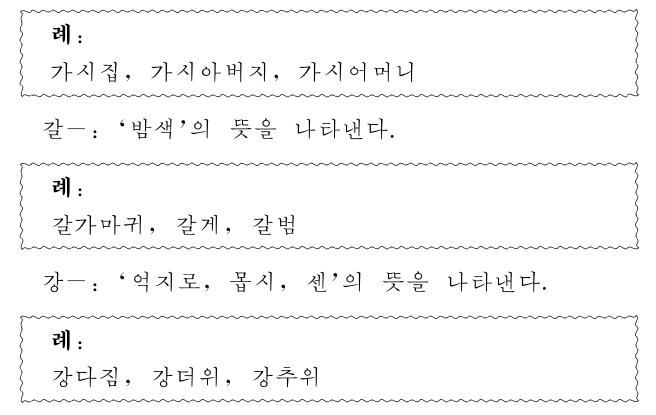 례:
가시집, 가시아버지, 가시어머니
갈—: ‘밤색’의 뜻을 나타낸다.
례:
갈가마귀, 갈게, 갈범
강—: ‘억지로, 몹시, 센’의 뜻을 나타낸다.
례:
강다짐, 강더위, 강추위